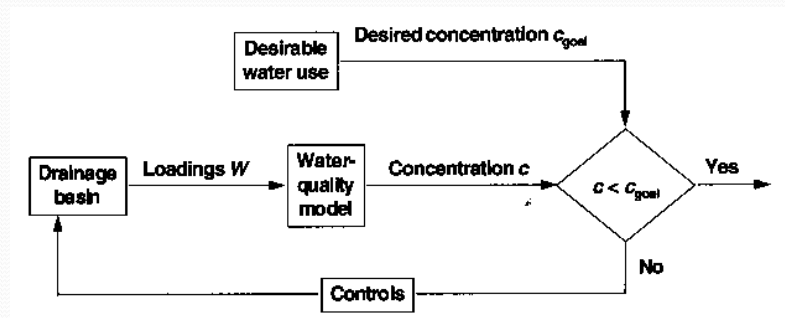 Desirable
water use
Desired concentration c_goal
Drainage
basin
Loadings W
Water-
quality
model
Concentration c
c < c_goal
Yes
No
Controls